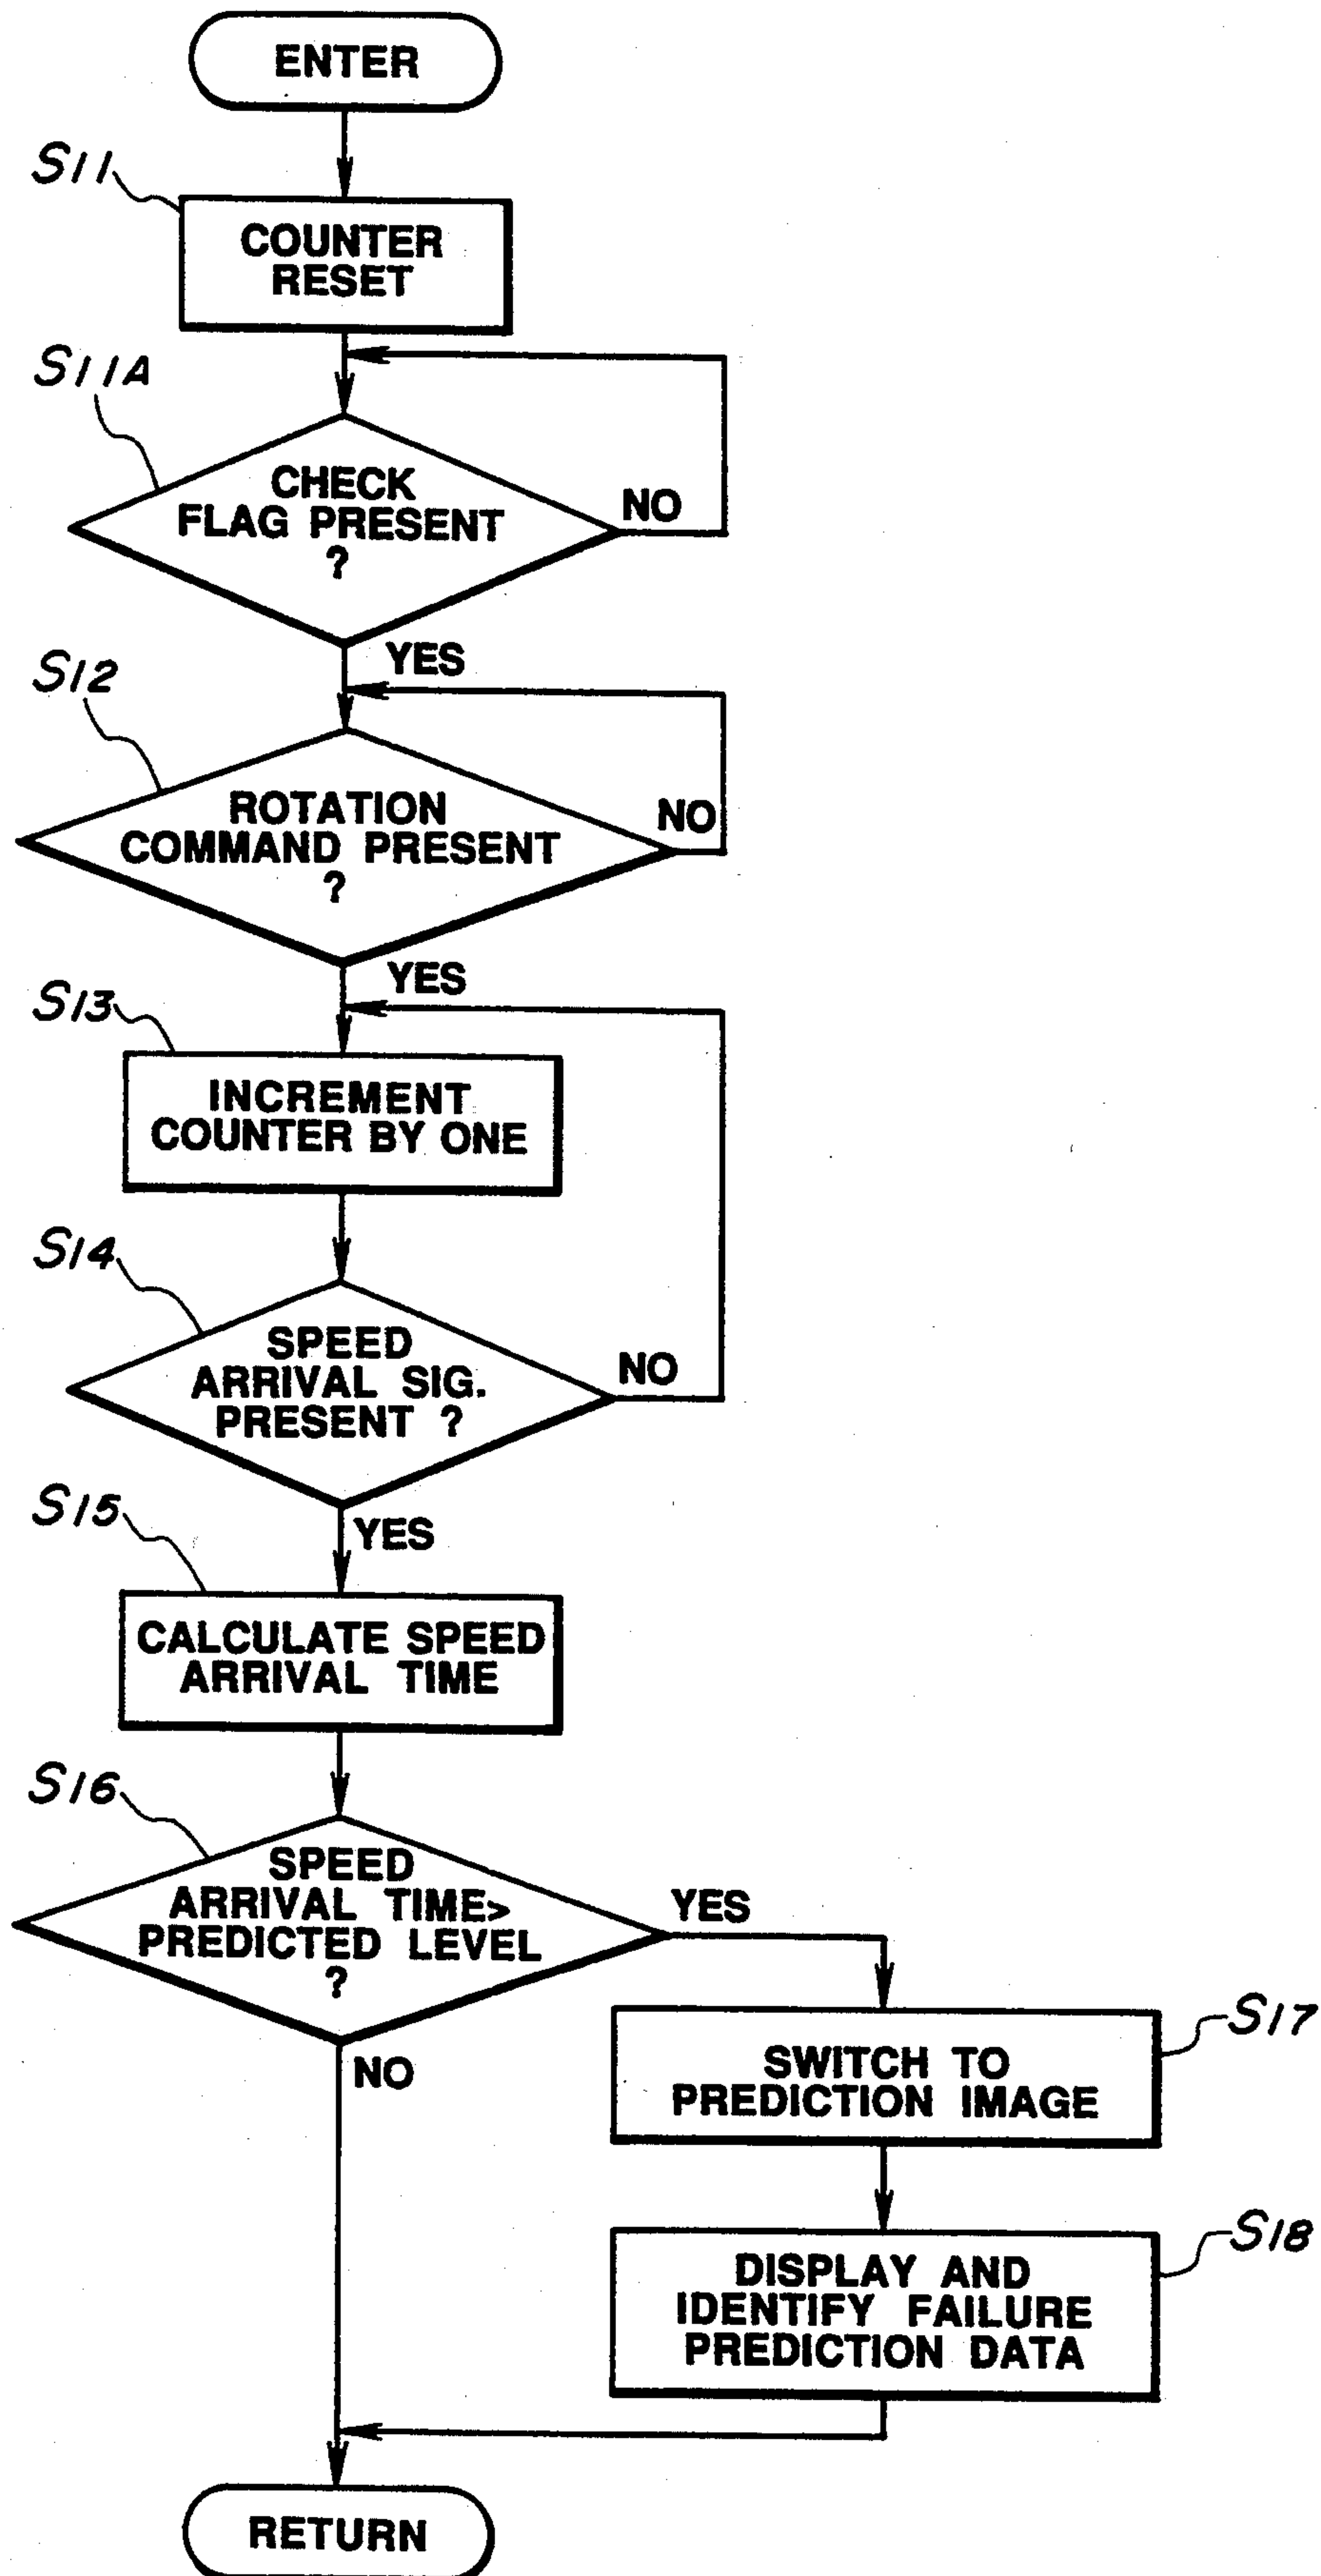 ENTER
S11
COUNTER
RESET
S11A
CHECK
FLAG PRESENT
?
NO
YES
S12
ROTATION
COMMAND PRESENT
?
NO
YES
S13
INCREMENT
COUNTER BY ONE
S14
SPEED
ARRIVAL SIG.
PRESENT ?
NO
YES
S15
CALCULATE SPEED
ARRIVAL TIME
S16
SPEED
ARRIVAL TIME>
PREDICTED LEVEL
?
YES
NO
S17
SWITCH TO
PREDICTION IMAGE
S18
DISPLAY AND
IDENTIFY FAILURE
PREDICTION DATA
RETURN